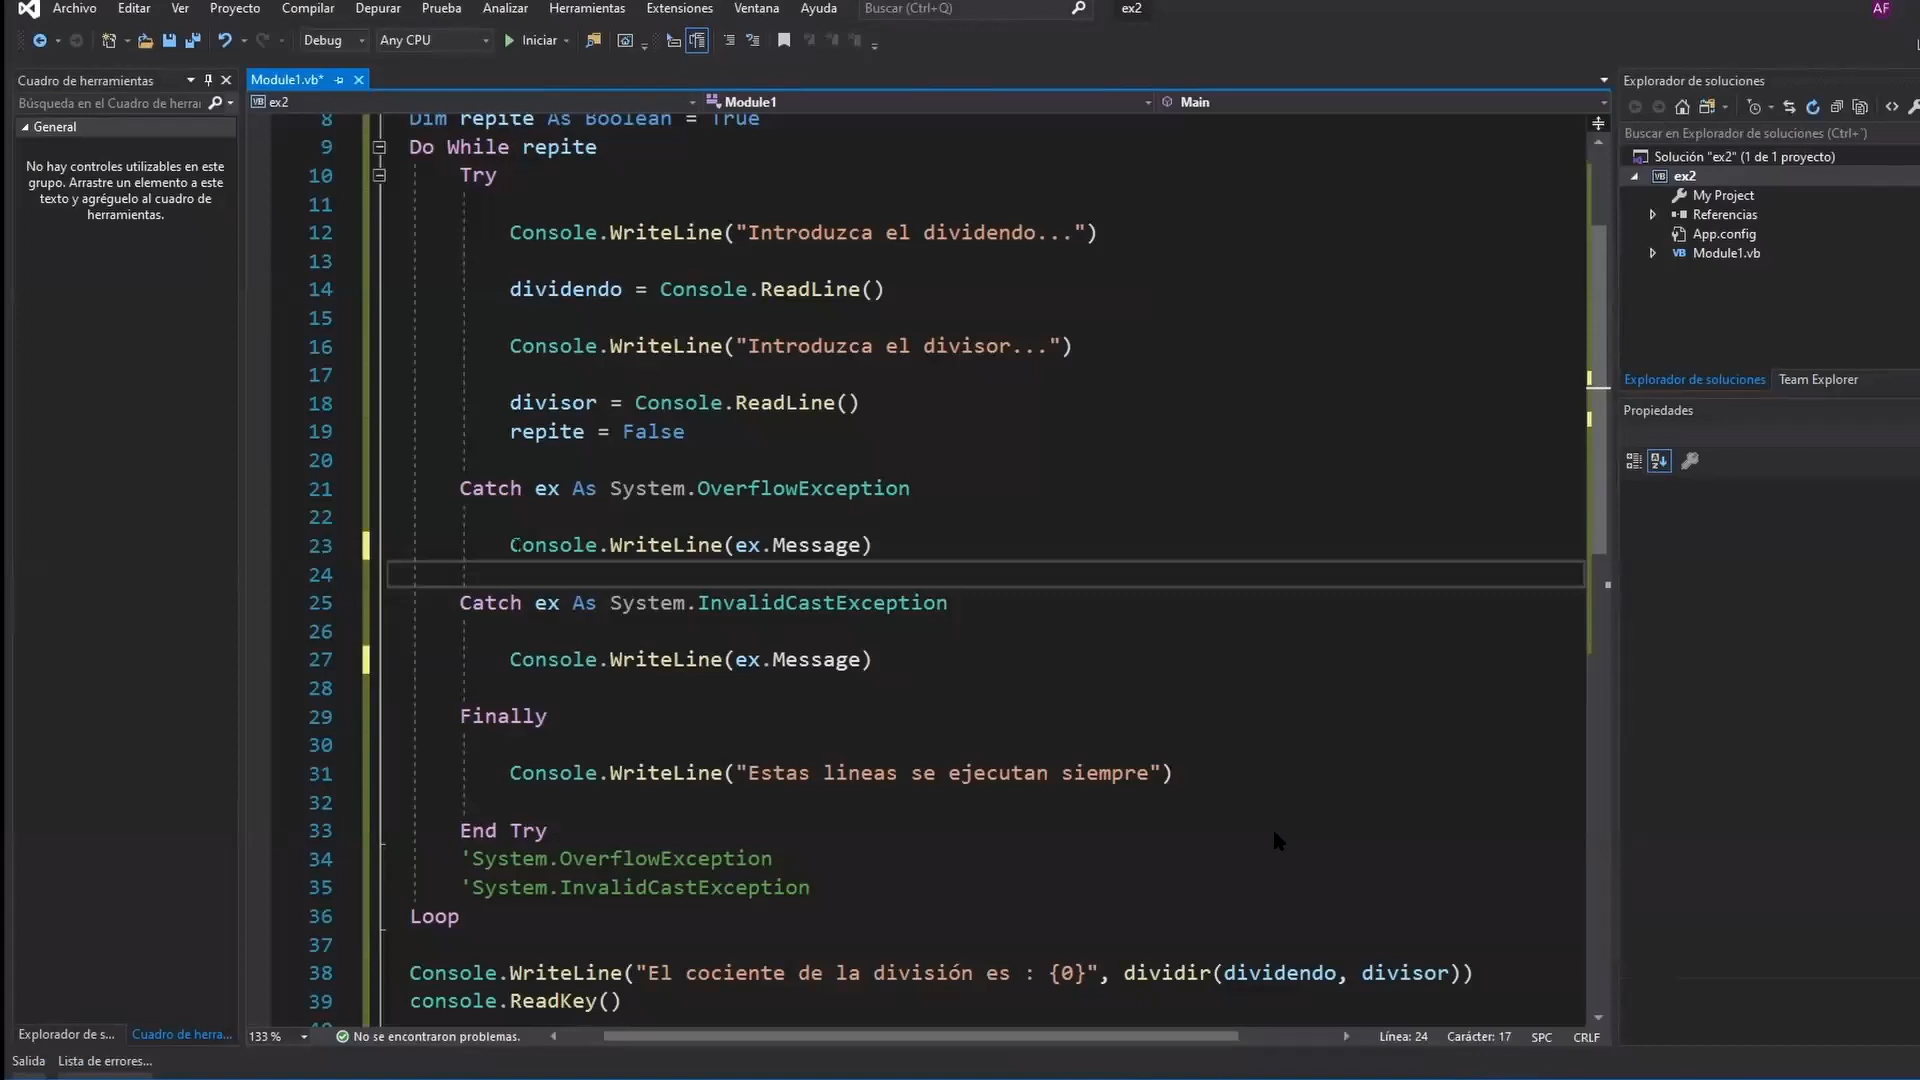 Archivo Editar Ver Proyecto Compilar Depurar Prueba Analizar Herramientas Extensiones Ventana Ayuda Buscar (Ctrl+Q) ex2 AF
Debug Any CPU Iniciar
Cuadro de herramientas
Búsqueda en el Cuadro de herrar
General
No hay controles utilizables en este
grupo. Arrastre un elemento a este
texto y agréguelo al cuadro de
herramientas.
Module1.vb*
ex2 Module1 Main
8 Dim repite As Boolean = True
9 Do While repite
10 Try
11
12 Console.WriteLine("Introduzca el dividendo...")
13
14 dividendo = Console.ReadLine()
15
16 Console.WriteLine("Introduzca el divisor...")
17
18 divisor = Console.ReadLine()
19 repite = False
20
21 Catch ex As System.OverflowException
22
23 Console.WriteLine(ex.Message)
24
25 Catch ex As System.InvalidCastException
26
27 Console.WriteLine(ex.Message)
28
29 Finally
30
31 Console.WriteLine("Estas lineas se ejecutan siempre")
32
33 End Try
34 'System.OverflowException
35 'System.InvalidCastException
36 Loop
37
38 Console.WriteLine("El cociente de la división es : {0}", dividir(dividendo, divisor))
39 console.ReadKey()
133 % No se encontraron problemas. Línea: 24 Carácter: 17 SPC CRLF
Explorador de s... Cuadro de herra...
Salida Lista de errores...
Explorador de soluciones
Buscar en Explorador de soluciones (Ctrl+¨)
Solución "ex2" (1 de 1 proyecto)
VB ex2
My Project
Referencias
App.config
VB Module1.vb
Explorador de soluciones Team Explorer
Propiedades